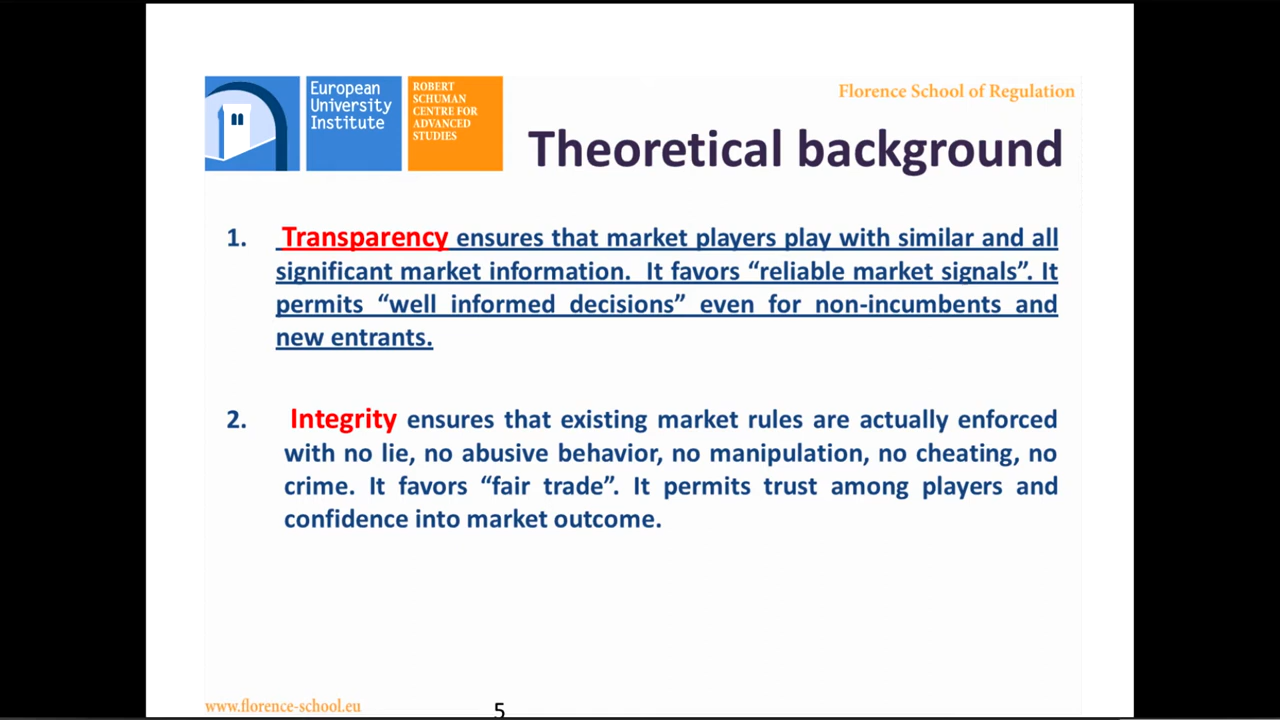 European
University
Institute
ROBERT
SCHUMAN
CENTRE FOR
ADVANCED
STUDIES
Florence School of Regulation
Theoretical background
1. Transparency ensures that market players play with similar and all
significant market information. It favors “reliable market signals”. It
permits “well informed decisions” even for non-incumbents and
new entrants.
2. Integrity ensures that existing market rules are actually enforced
with no lie, no abusive behavior, no manipulation, no cheating, no
crime. It favors “fair trade”. It permits trust among players and
confidence into market outcome.
www.florence-school.eu
5